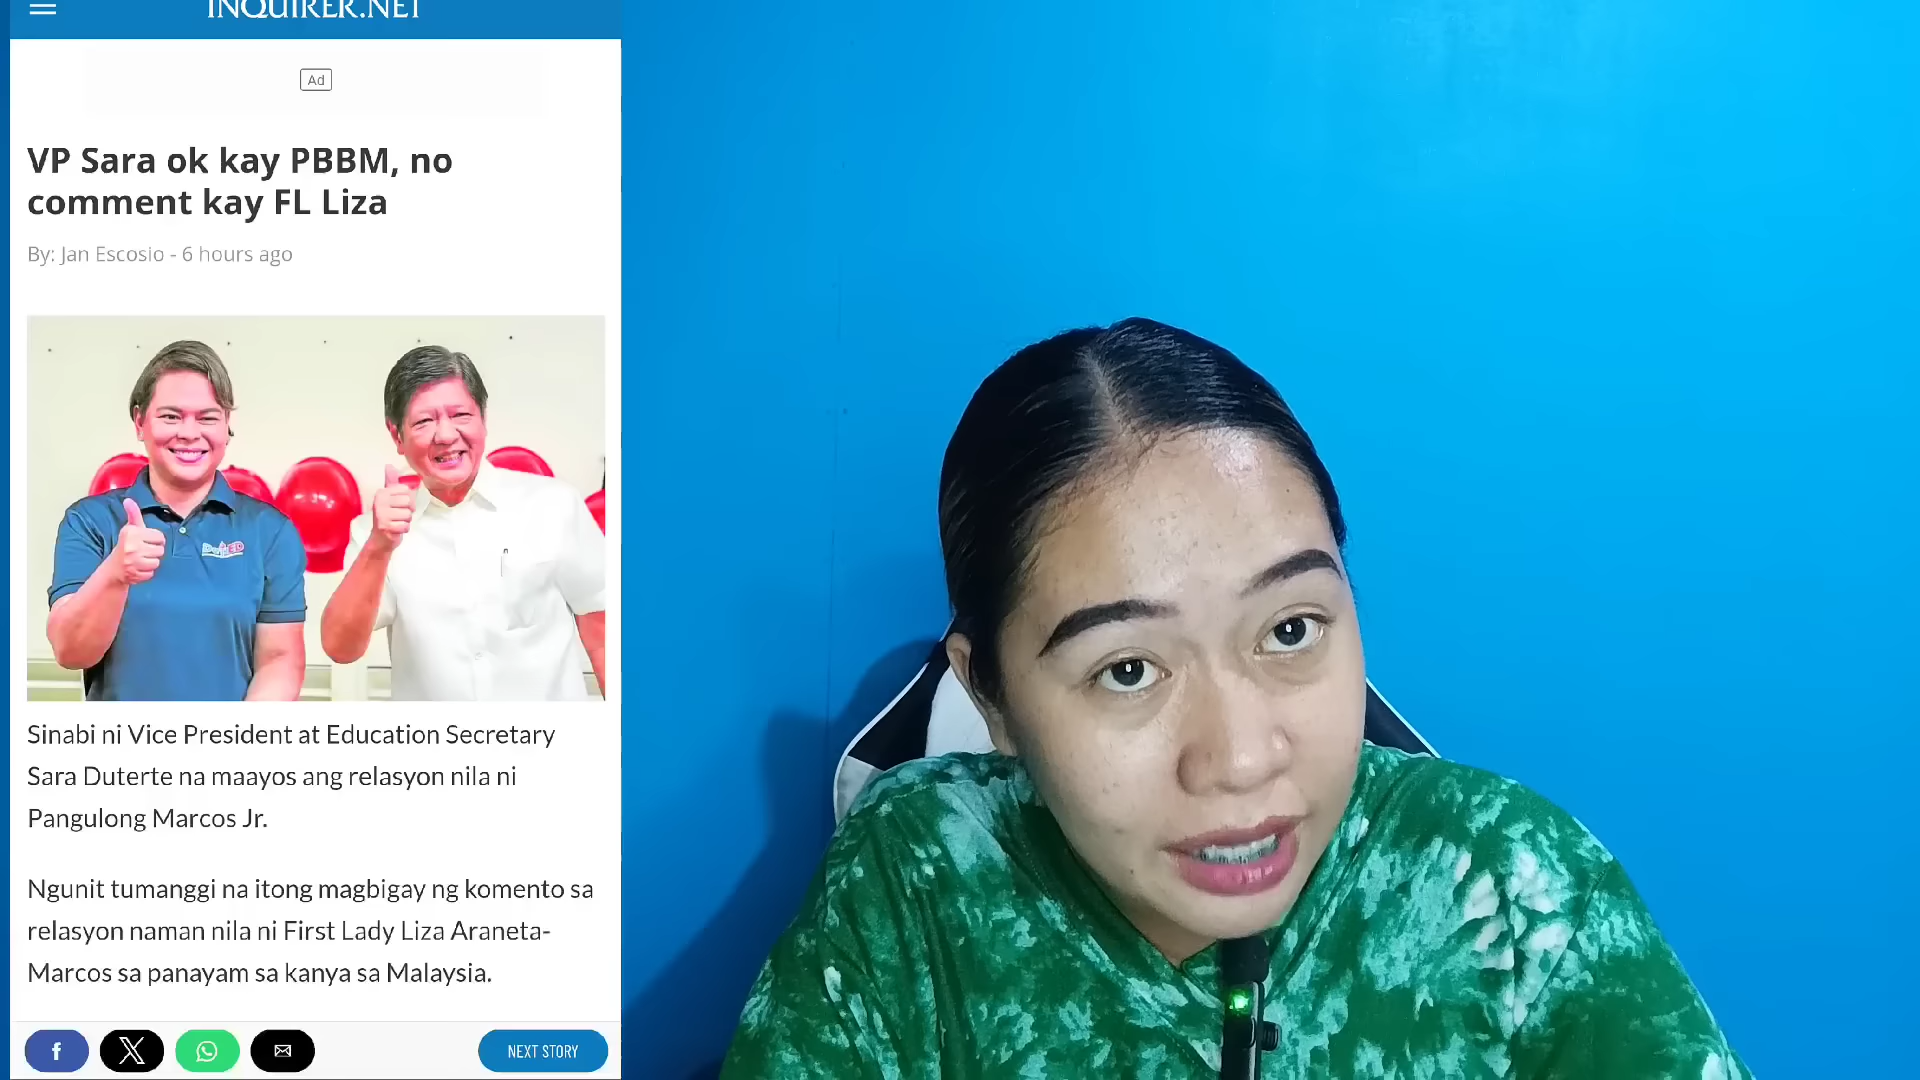 INQUIRER.NET
Ad
VP Sara ok kay PBBM, no
comment kay FL Liza
By: Jan Escosio - 6 hours ago
DepED
Sinabi ni Vice President at Education Secretary
Sara Duterte na maayos ang relasyon nila ni
Pangulong Marcos Jr.
Ngunit tumanggi na itong magbigay ng komento sa
relasyon naman nila ni First Lady Liza Araneta-
Marcos sa panayam sa kanya sa Malaysia.
NEXT STORY